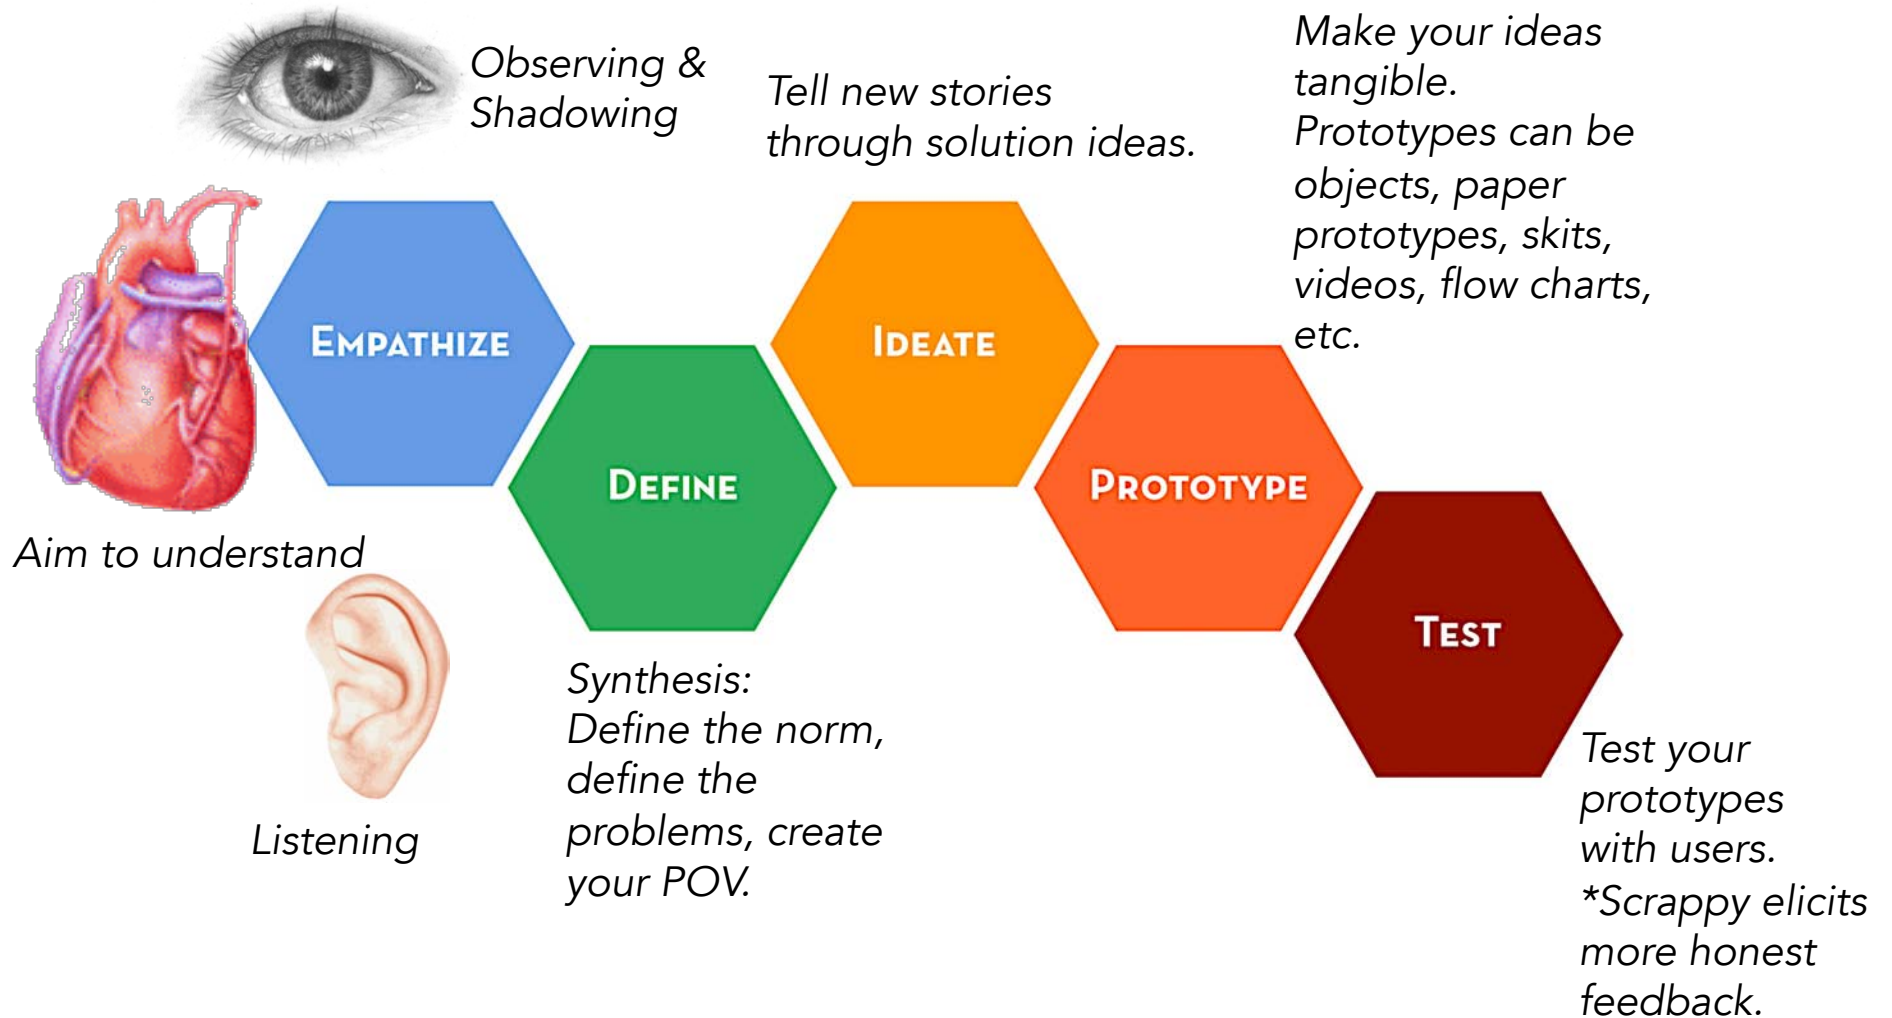 Observing &
Shadowing
Aim to understand
Listening
EMPATHIZE
DEFINE
Synthesis:
Define the norm,
define the
problems, create
your POV.
Tell new stories
through solution ideas.
IDEATE
Make your ideas
tangible.
Prototypes can be
objects, paper
prototypes, skits,
videos, flow charts,
etc.
PROTOTYPE
TEST
Test your
prototypes
with users.
*Scrappy elicits
more honest
feedback.